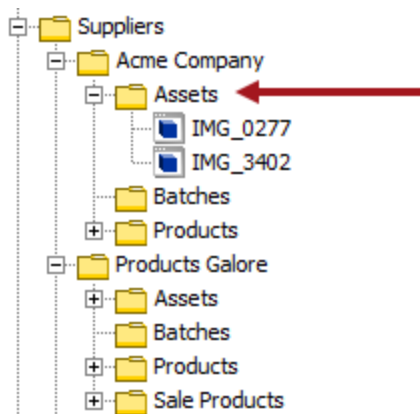 Suppliers
Acme Company
Assets
IMG_0277
IMG_3402
Batches
Products
Products Galore
Assets
Batches
Products
Sale Products